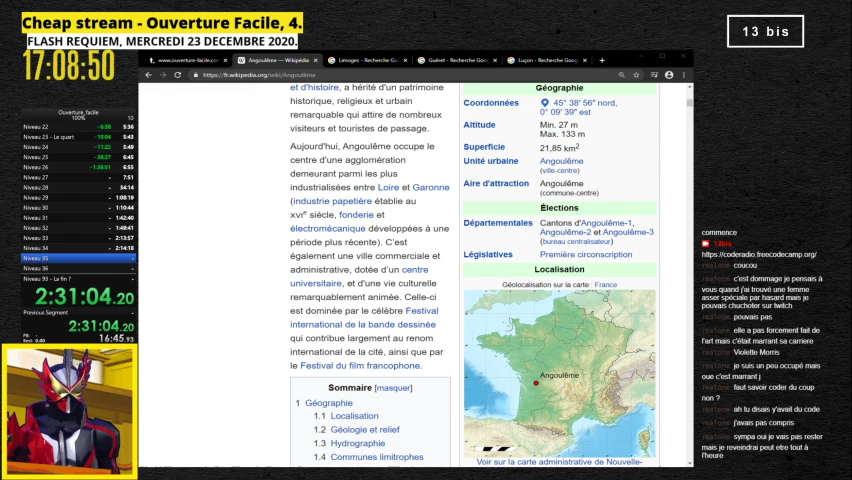 Cheap stream - Ouverture Facile, 4.
FLASH REQUIEM, MERCREDI 23 DECEMBRE 2020.
17:08:50
13 bis
www.ouverture-facile.co
Angoulême — Wikipédia
Limoges - Recherche Go
Guéret - Recherche Goo
Luçon - Recherche Goo
https://fr.wikipedia.org/wiki/Angoulême
Ouverture_facile
100%
10
Niveau 22 5:36
Niveau 23 - Le quart -10:04 5:43
Niveau 24 -11:22 5:49
Niveau 25 6:45
Niveau 26 6:55
Niveau 27 - 7:51
Niveau 28 - 34:14
Niveau 29 - 1:08:19
Niveau 30 - 1:10:44
Niveau 31 - 1:42:40
Niveau 32 - 1:49:41
Niveau 33 - 2:13:57
Niveau 34 - 2:14:18
Niveau 35 -
Niveau 36 -
Niveau 93 - La fin ? -
2:31:04.20
Previous Segment -
2:31:04.20
PB: -
Best: 0.00
16:45.93
et d'histoire, a hérité d'un patrimoine
historique, religieux et urbain
remarquable qui attire de nombreux
visiteurs et touristes de passage.
Aujourd'hui, Angoulême occupe le
centre d'une agglomération
demeurant parmi les plus
industrialisées entre Loire et Garonne
(industrie papetière établie au
XVIe siècle, fonderie et
électromécanique développées à une
période plus récente). C'est
également une ville commerciale et
administrative, dotée d'un centre
universitaire, et d'une vie culturelle
remarquablement animée. Celle-ci
est dominée par le célèbre Festival
international de la bande dessinée
qui contribue largement au renom
international de la cité, ainsi que par
le Festival du film francophone.
Sommaire [masquer]
1 Géographie
1.1 Localisation
1.2 Géologie et relief
1.3 Hydrographie
1.4 Communes limitrophes
Géographie
Coordonnées 45° 38′ 56″ nord,
0° 09′ 39″ est
Altitude Min. 27 m
Max. 133 m
Superficie 21,85 km2
Unité urbaine Angoulême
(ville-centre)
Aire d'attraction Angoulême
(commune-centre)
Élections
Départementales Cantons d'Angoulême-1,
Angoulême-2 et Angoulême-3
(bureau centralisateur)
Législatives Première circonscription
Localisation
Géolocalisation sur la carte : France
Angoulême
Voir sur la carte administrative de Nouvelle-
commence
13bis
https://coderadio.freecodecamp.org/
coucou
c'est dommage je pensais à
vous quand j'ai trouvé une femme
asser spéciale par hasard mais je
pouvais chuchoter sur twitch
pouvais pas
elle a pas forcement fait de
l'art mais c'était marrant sa carriere
Violette Morris
je suis un peu occupé mais
oue c'est marrant j
faut savoir coder du coup
non ?
ah tu disais y'avait du code
j'avais pas compris
sympa oui je vais pas rester
mais je reveindrai peut etre tout à
l'heure